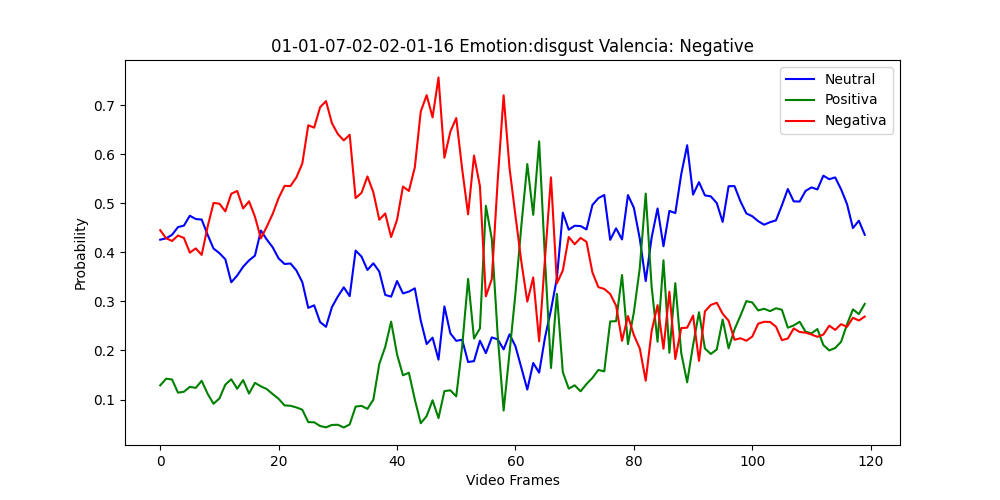 01-01-07-02-02-01-16 Emotion:disgust Valencia: Negative
Neutral
Positiva
Negativa
Probability
0.7
0.6
0.5
0.4
0.3
0.2
0.1
0 20 40 60 80 100 120
Video Frames